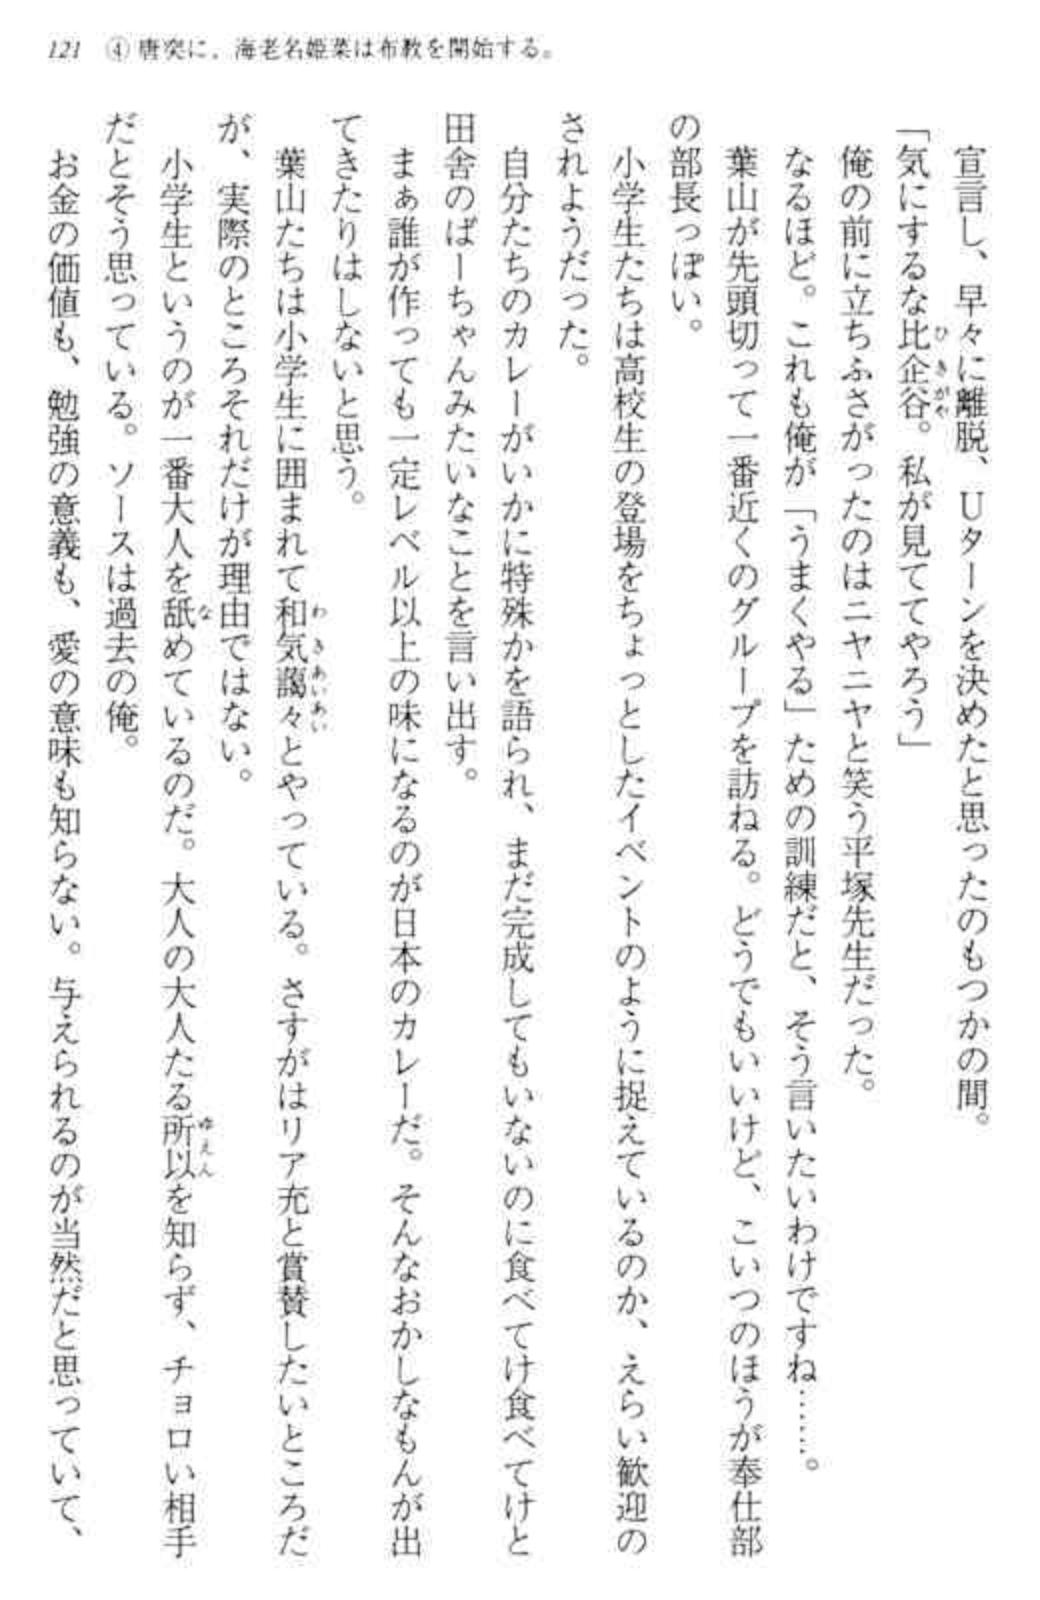 121 ④唐突に、海老名姫菜は布教を開始する。
宣言し、早々に離脱、Uターンを決めたと思ったのもつかの間。
「気にするな比企谷。私が見ててやろう」
俺の前に立ちふさがったのはニヤニヤと笑う平塚先生だった。
なるほど。これも俺が「うまくやる」ための訓練だと、そう言いたいわけですね……。
葉山が先頭切って一番近くのグループを訪ねる。どうでもいいけど、こいつのほうが奉仕部
の部長っぽい。
小学生たちは高校生の登場をちょっとしたイベントのように捉えているのか、えらい歓迎の
されようだった。
自分たちのカレーがいかに特殊かを語られ、まだ完成してもいないのに食べてけ食べてけと
田舎のばーちゃんみたいなことを言い出す。
まぁ誰が作っても一定レベル以上の味になるのが日本のカレーだ。そんなおかしなもんが出
てきたりはしないと思う。
葉山たちは小学生に囲まれて和気藹々とやっている。さすがはリア充と賞賛したいところだ
が、実際のところそれだけが理由ではない。
小学生というのが一番大人を舐めているのだ。大人の大人たる所以を知らず、チョロい相手
だとそう思っている。ソースは過去の俺。
お金の価値も、勉強の意義も、愛の意味も知らない。与えられるのが当然だと思っていて、